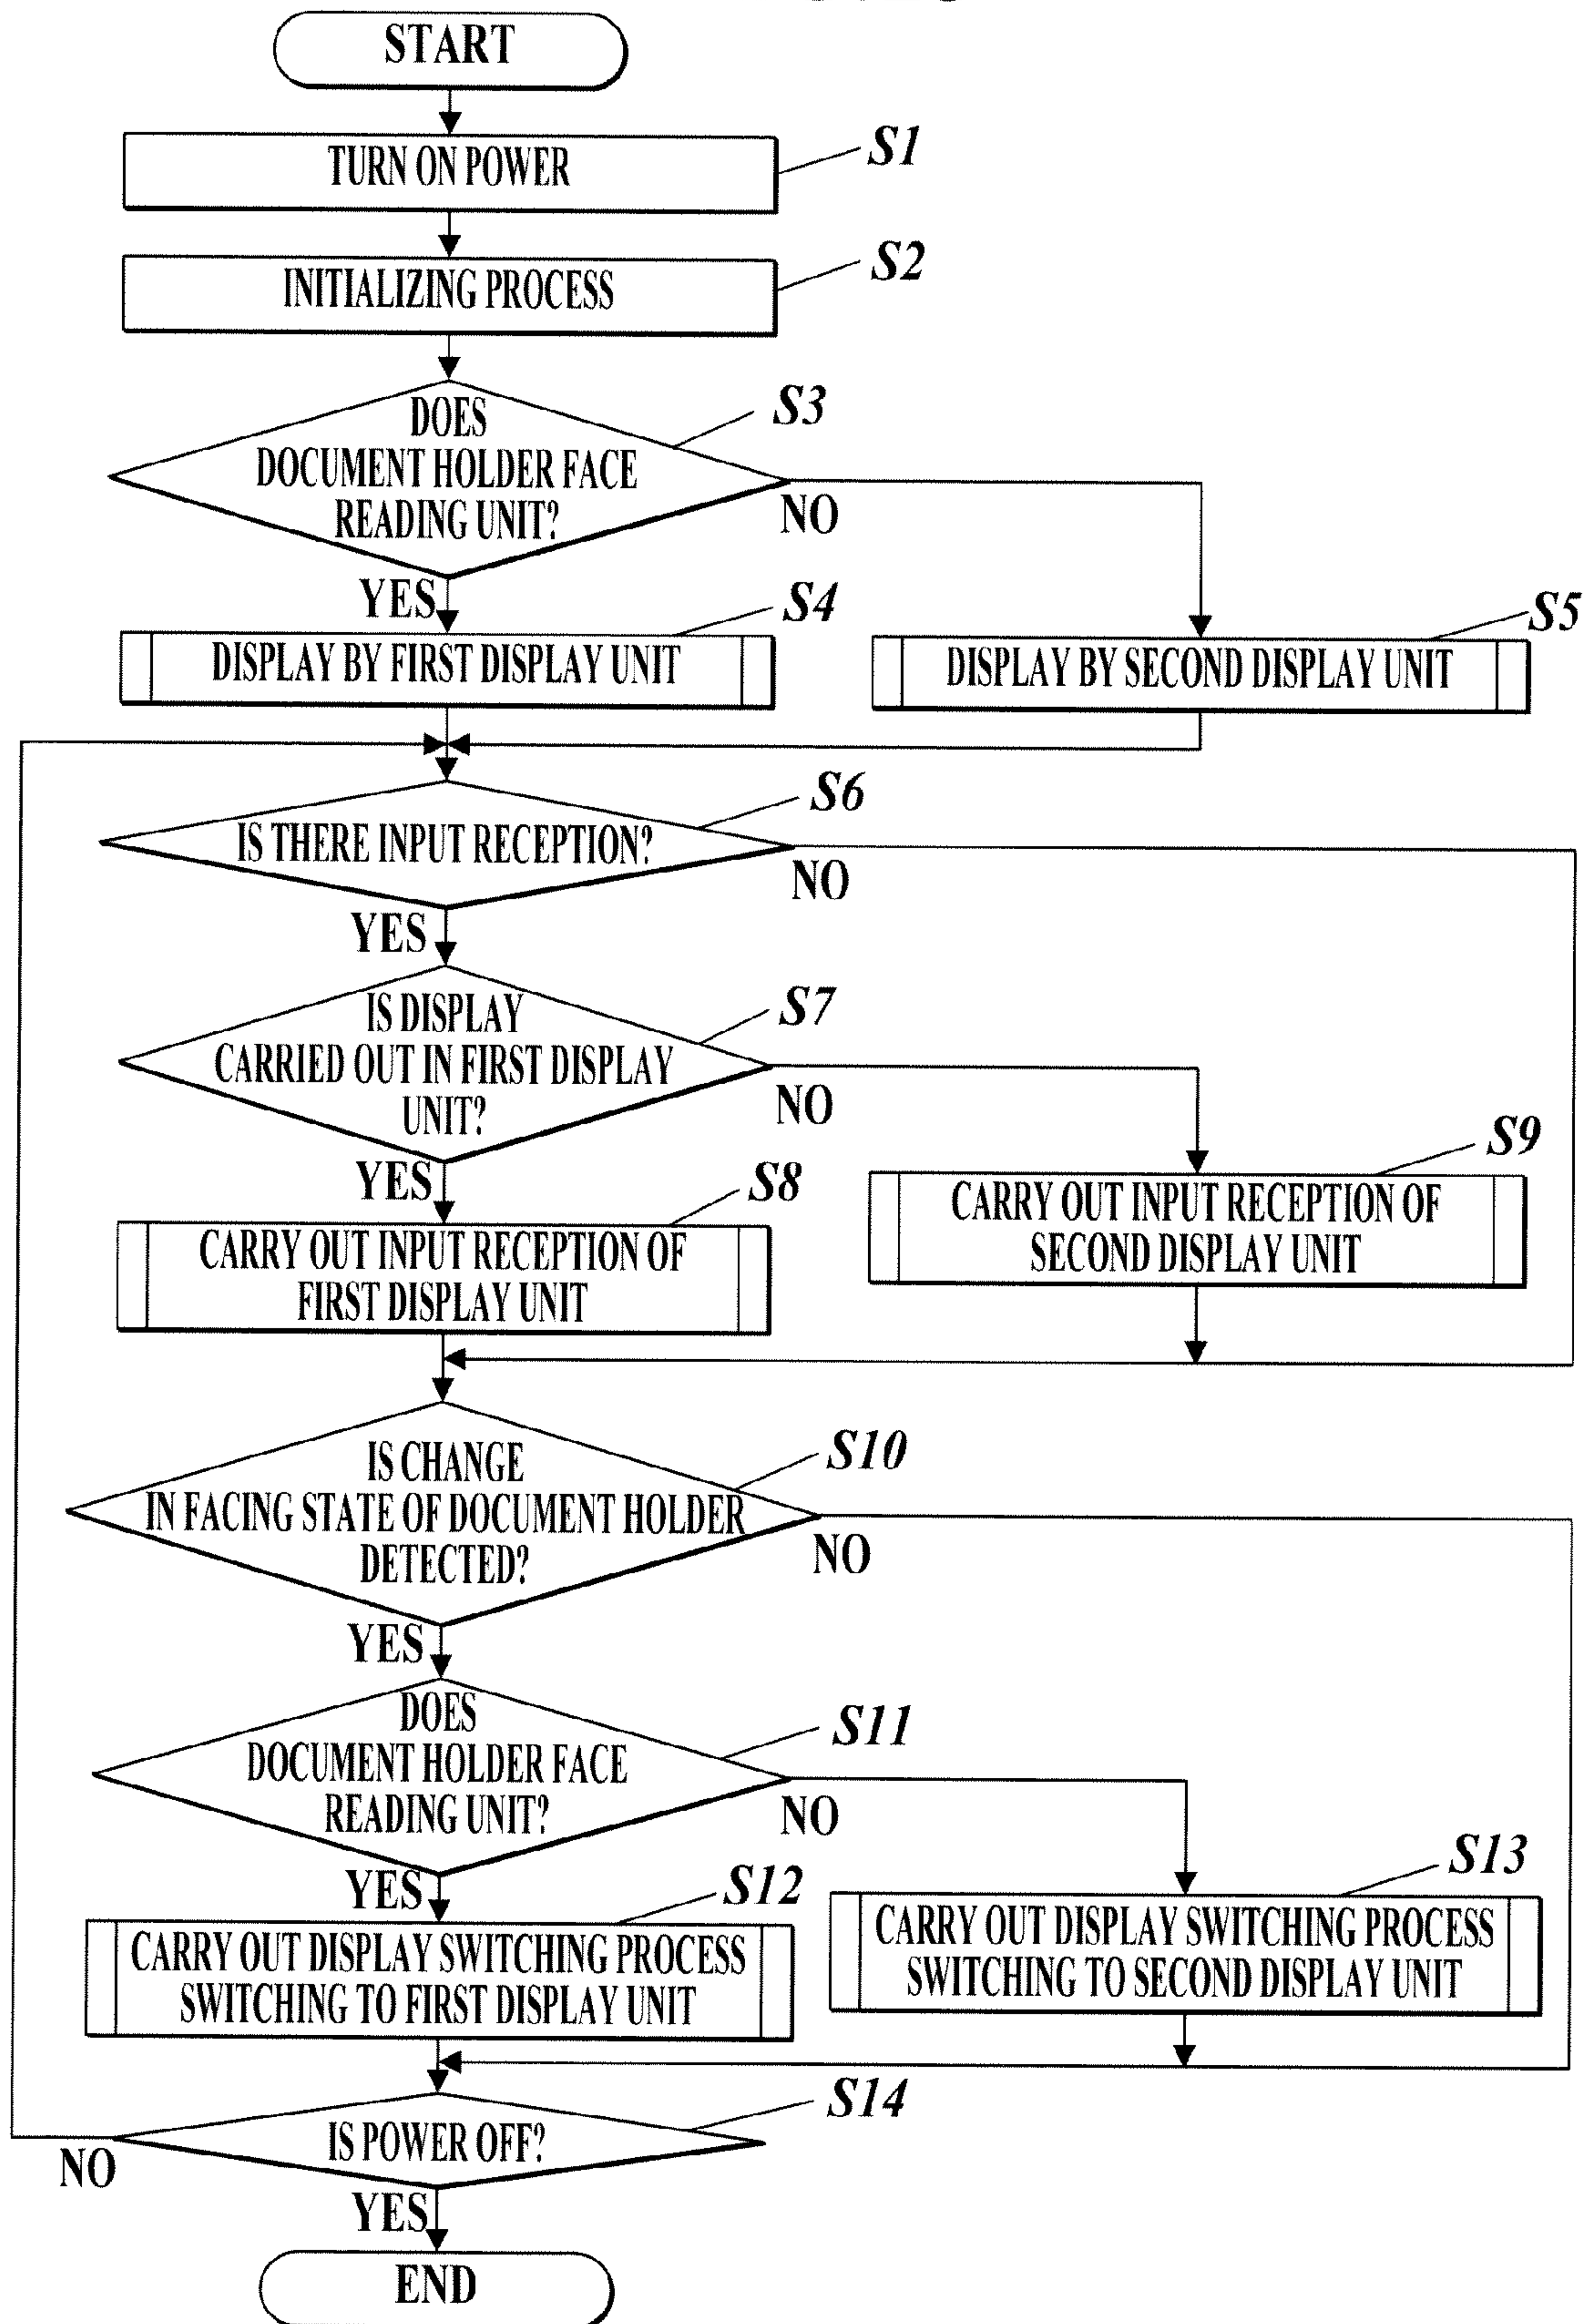 START
TURN ON POWER
S1
INITIALIZING PROCESS
S2
DOES
DOCUMENT HOLDER FACE
READING UNIT?
S3
NO
YES
DISPLAY BY FIRST DISPLAY UNIT
S4
DISPLAY BY SECOND DISPLAY UNIT
S5
IS THERE INPUT RECEPTION?
S6
NO
YES
IS DISPLAY
CARRIED OUT IN FIRST DISPLAY
UNIT?
S7
NO
YES
CARRY OUT INPUT RECEPTION OF
FIRST DISPLAY UNIT
S8
CARRY OUT INPUT RECEPTION OF
SECOND DISPLAY UNIT
S9
IS CHANGE
IN FACING STATE OF DOCUMENT HOLDER
DETECTED?
S10
NO
YES
DOES
DOCUMENT HOLDER FACE
READING UNIT?
S11
NO
YES
CARRY OUT DISPLAY SWITCHING PROCESS
SWITCHING TO FIRST DISPLAY UNIT
S12
CARRY OUT DISPLAY SWITCHING PROCESS
SWITCHING TO SECOND DISPLAY UNIT
S13
IS POWER OFF?
S14
NO
YES
END